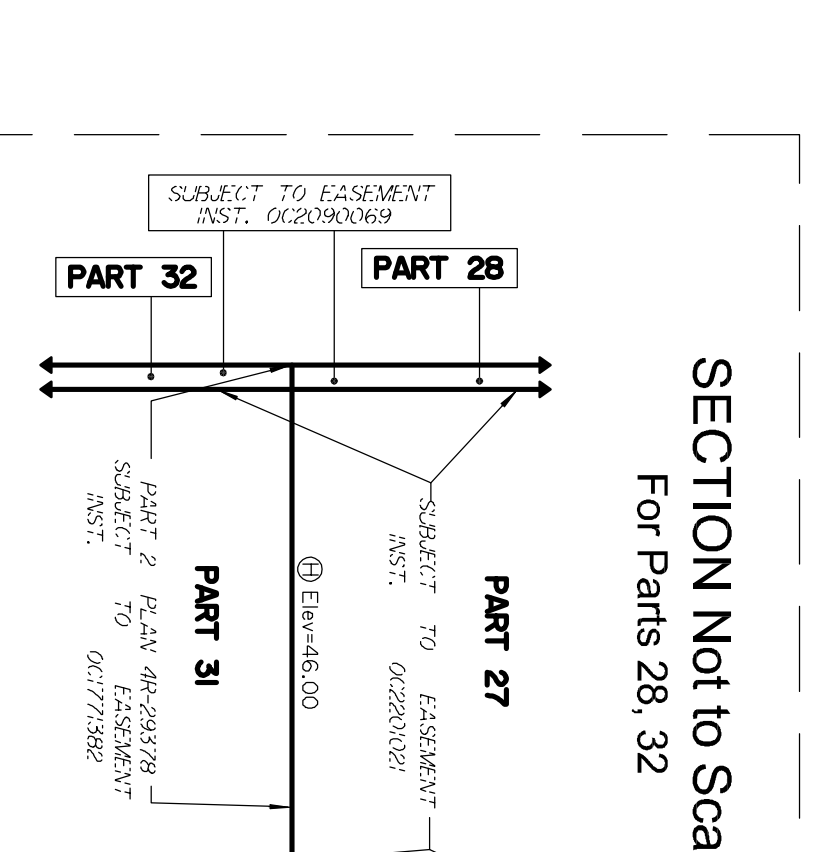 SUBJECT TO EASEMENT
INST. OC2090069
PART 32
PART 28
SECTION Not to Sca
For Parts 28, 32
PART 27
SUBJECT TO EASEMENT
INST. OC2201021
Ⓗ Elev=46.00
PART 31
PART 2 PLAN 4R-29378
SUBJECT TO EASEMENT
INST. OC1771382